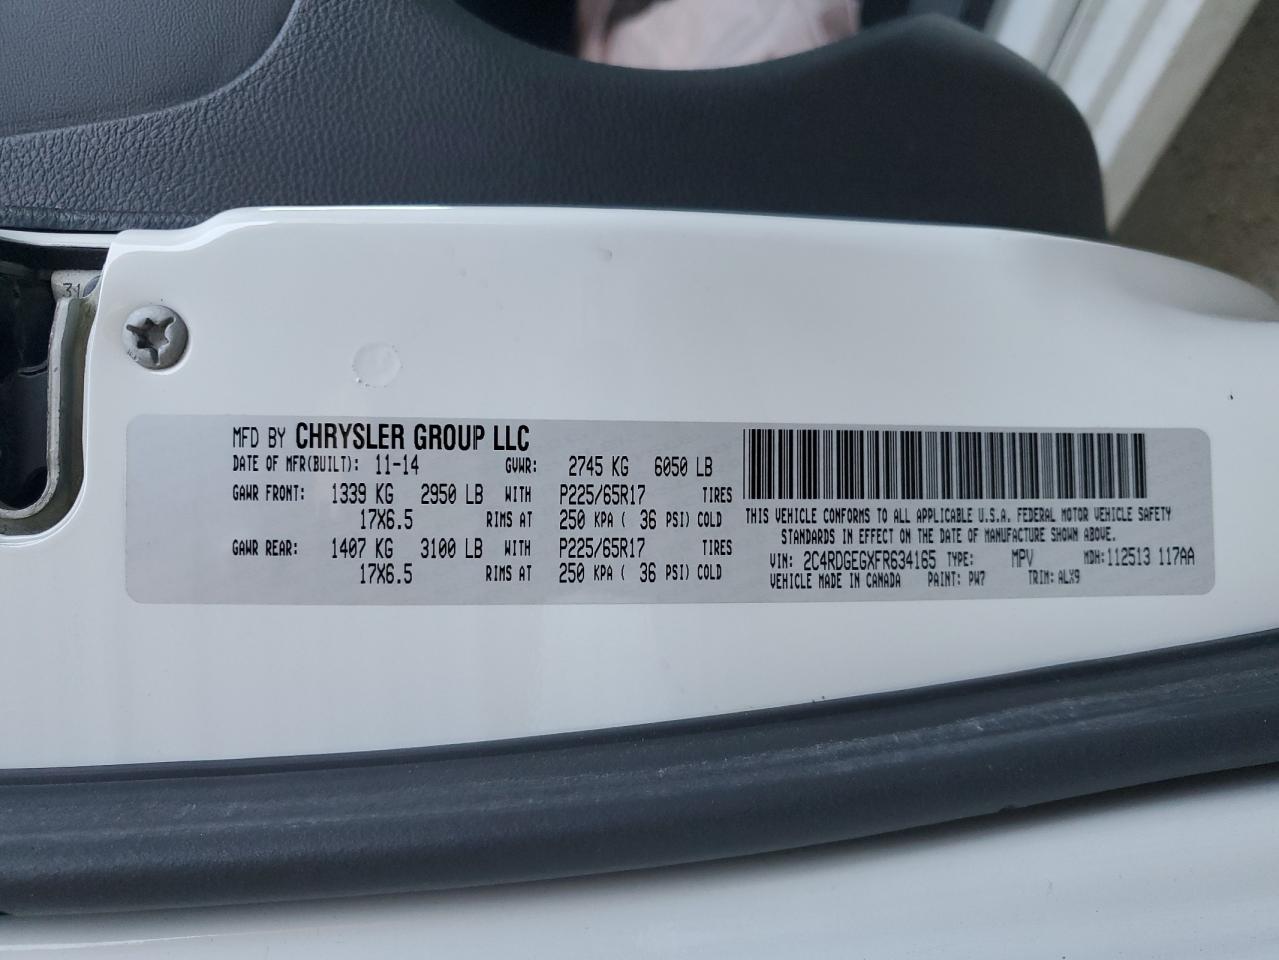 31
MFD BY CHRYSLER GROUP LLC
DATE OF MFR(BUILT): 11-14 GVWR: 2745 KG 6050 LB
GAWR FRONT: 1339 KG 2950 LB WITH P225/65R17 TIRES
17X6.5 RIMS AT 250 KPA ( 36 PSI) COLD
GAWR REAR: 1407 KG 3100 LB WITH P225/65R17 TIRES
17X6.5 RIMS AT 250 KPA ( 36 PSI) COLD
THIS VEHICLE CONFORMS TO ALL APPLICABLE U.S.A. FEDERAL MOTOR VEHICLE SAFETY
STANDARDS IN EFFECT ON THE DATE OF MANUFACTURE SHOWN ABOVE.
VIN: 2C4RDGEGXFR634165 TYPE: MPV MDH: 112513 117AA
VEHICLE MADE IN CANADA PAINT: PW7 TRIM: ALX9